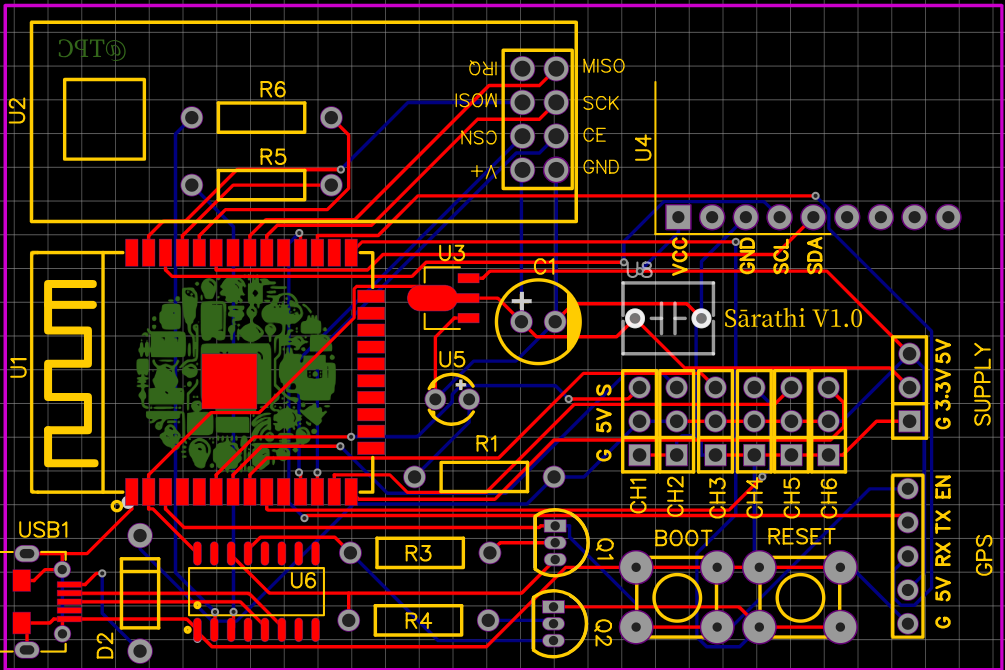 @TPC
U2
R6
R5
IRQ
MISO
MOSI
SCK
CSN
CE
V+
GND
U4
VCC
GND
SCL
SDA
U3
C1
U8
+
Sārathi V1.0
U1
U5
+
R1
S
5V
G
CH1
CH2
CH3
CH4
CH5
CH6
G 3.3V 5V
SUPPLY
USB1
D2
U6
R3
R4
Q1
Q2
BOOT
RESET
G 5V RX TX EN
GPS